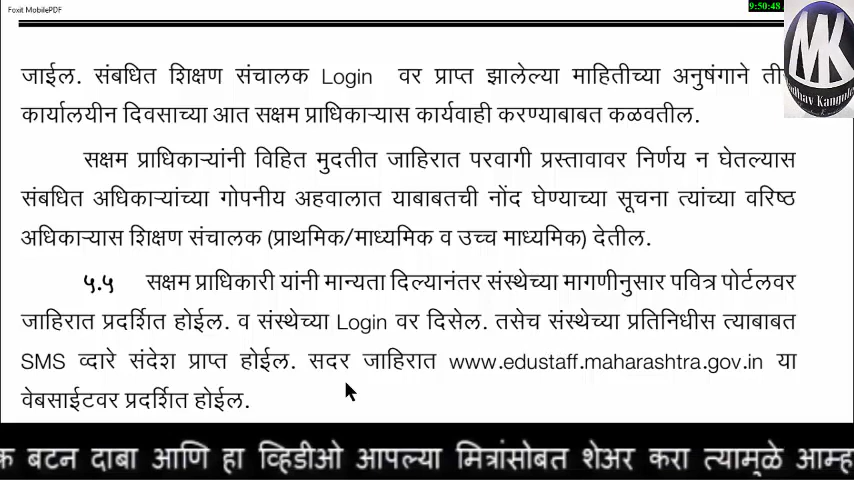 Foxit MobilePDF
9:50:48
MK
जाईल. संबधित शिक्षण संचालक Login वर प्राप्त झालेल्या माहितीच्या अनुषंगाने
कार्यालयीन दिवसाच्या आत सक्षम प्राधिकाऱ्यास कार्यवाही करण्याबाबत कळवतील.
सक्षम प्राधिकाऱ्यांनी विहित मुदतीत जाहिरात परवागी प्रस्तावावर निर्णय न घेतल्यास
संबधित अधिकाऱ्यांच्या गोपनीय अहवालात याबाबतची नोंद घेण्याच्या सूचना त्यांच्या वरिष्ठ
अधिकाऱ्यास शिक्षण संचालक (प्राथमिक/माध्यमिक व उच्च माध्यमिक) देतील.
५.५ सक्षम प्राधिकारी यांनी मान्यता दिल्यानंतर संस्थेच्या मागणीनुसार पवित्र पोर्टलवर
जाहिरात प्रदर्शित होईल. व संस्थेच्या Login वर दिसेल. तसेच संस्थेच्या प्रतिनिधीस त्याबाबत
SMS व्दारे संदेश प्राप्त होईल. सदर जाहिरात www.edustaff.maharashtra.gov.in या
वेबसाईटवर प्रदर्शित होईल.
क बटन दाबा आणि हा व्हिडीओ आपल्या मित्रांसोबत शेअर करा त्यामुळे आम्ह